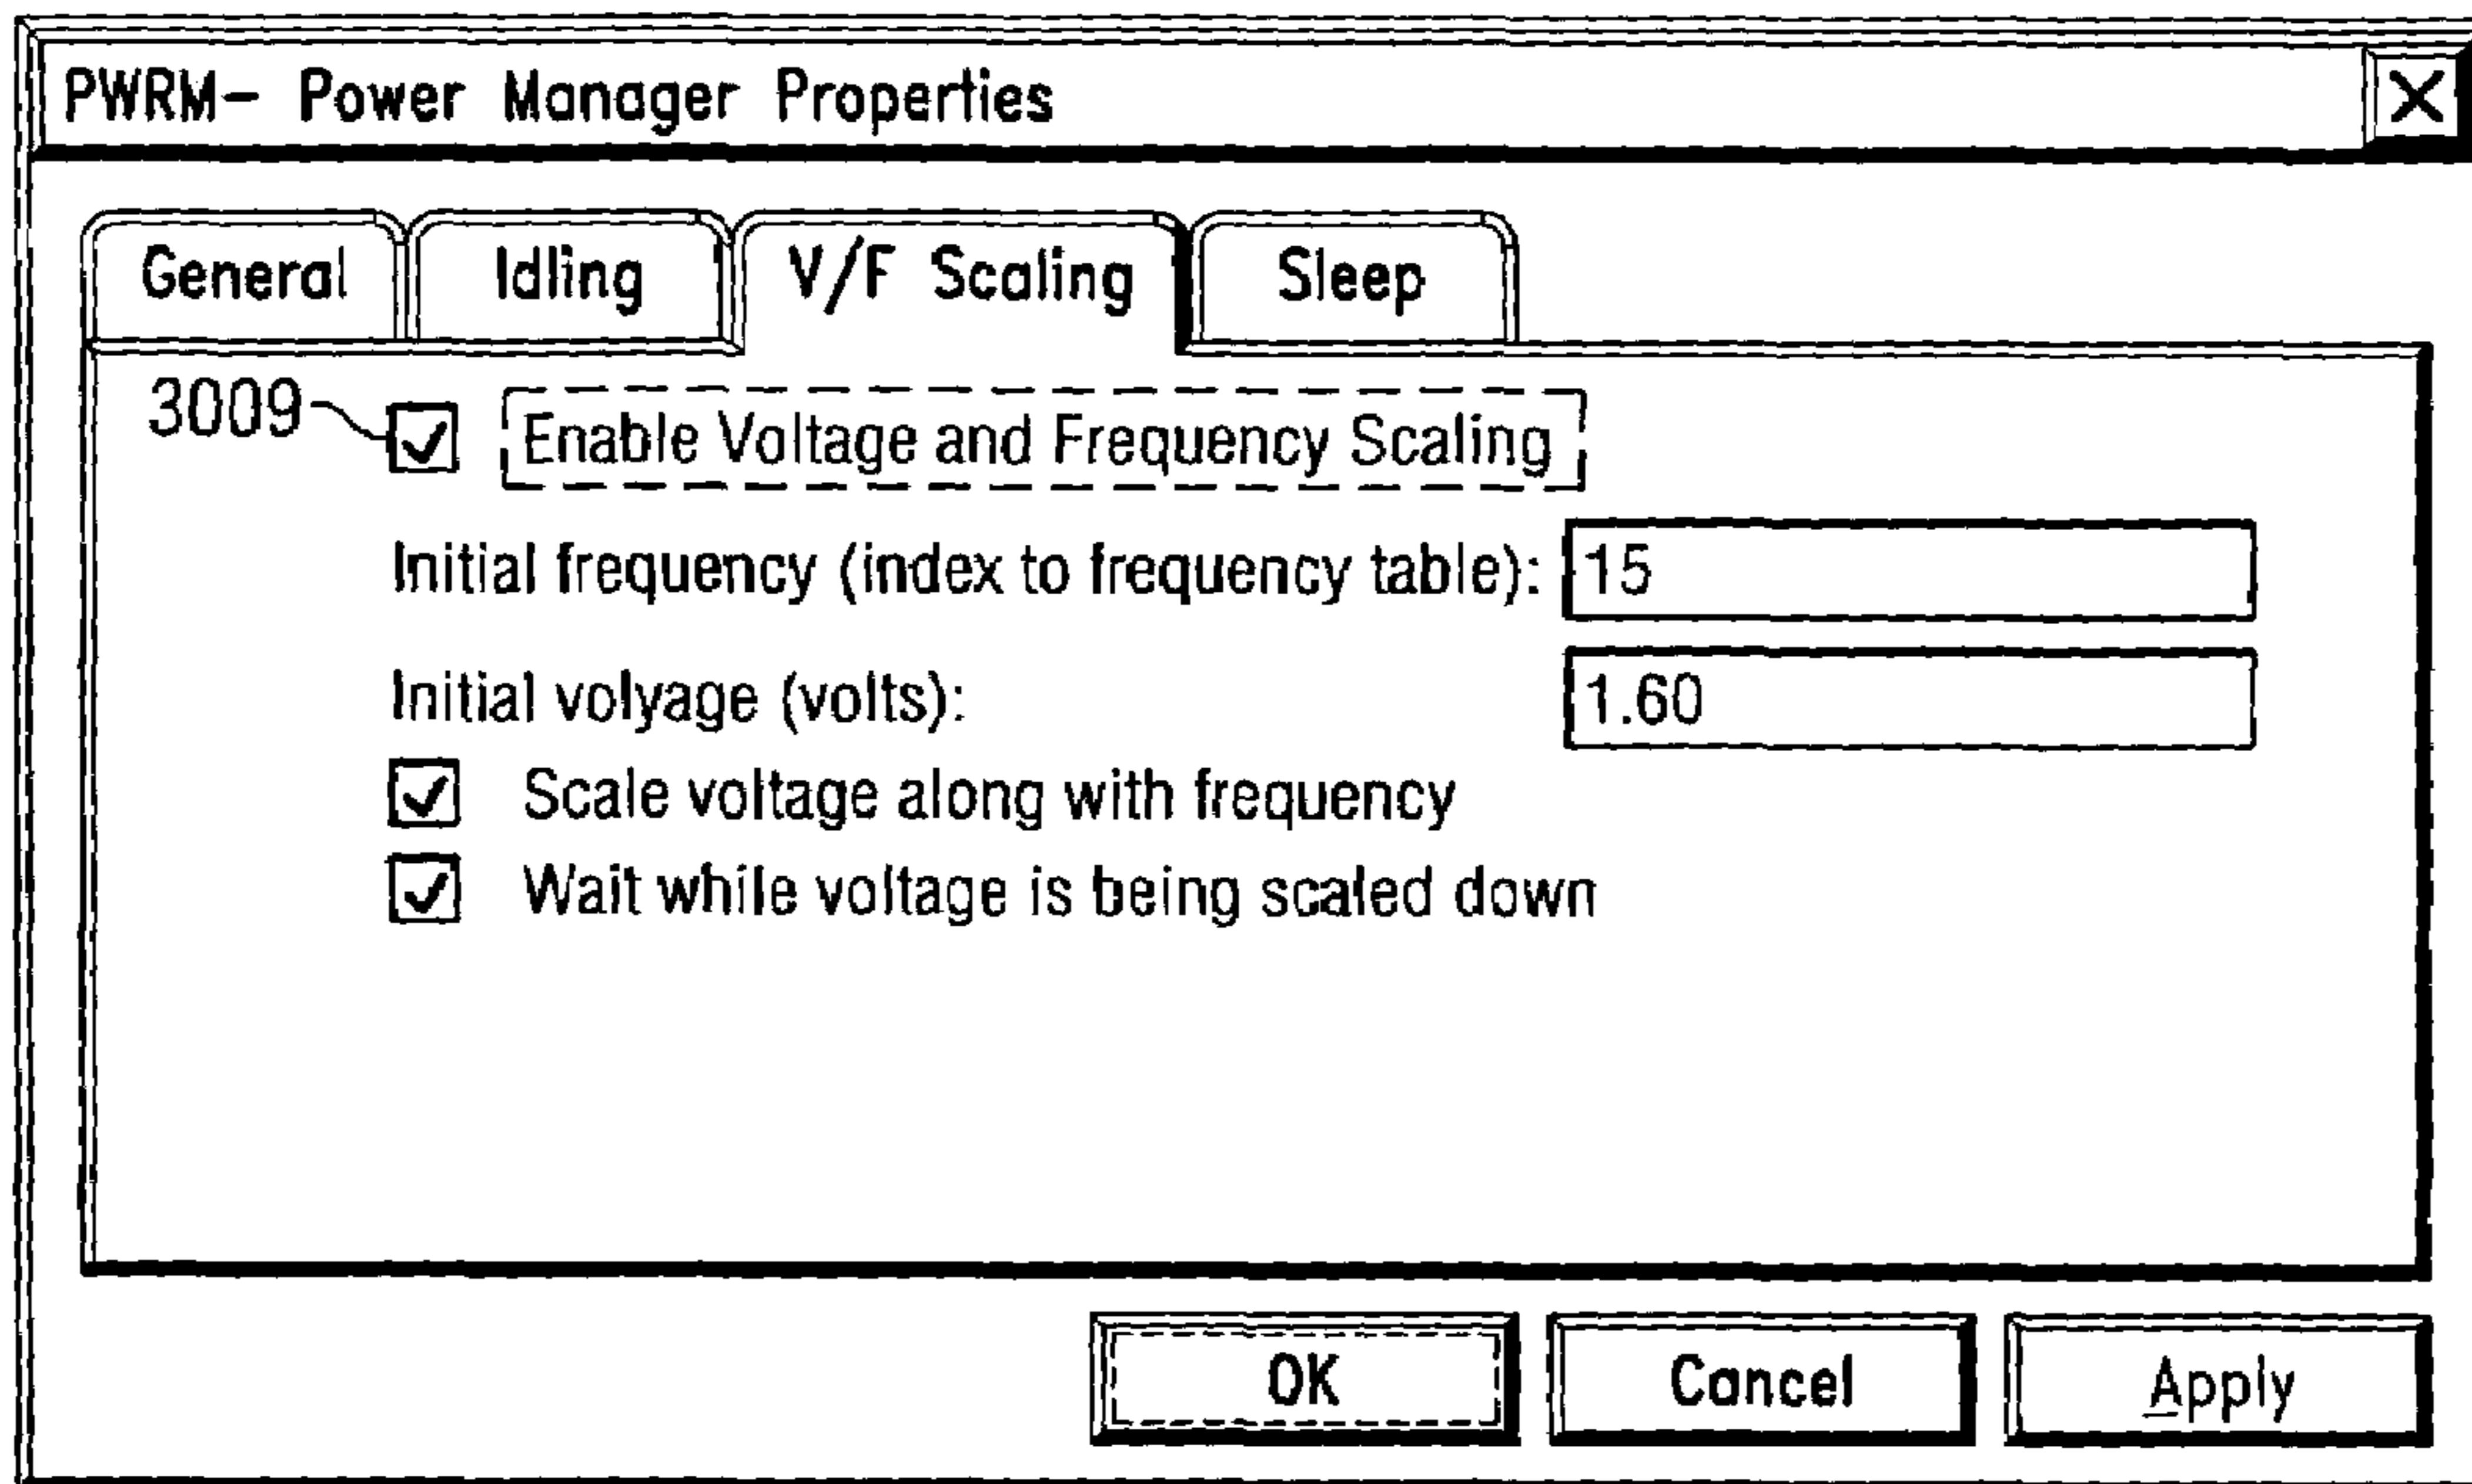 PWRM- Power Manager Properties X
General Idling V/F Scaling Sleep
3009 Enable Voltage and Frequency Scaling
Initial frequency (index to frequency table): 15
Initial volyage (volts): 1.60
Scale voltage along with frequency
Wait while voltage is being scaled down
OK Cancel Apply